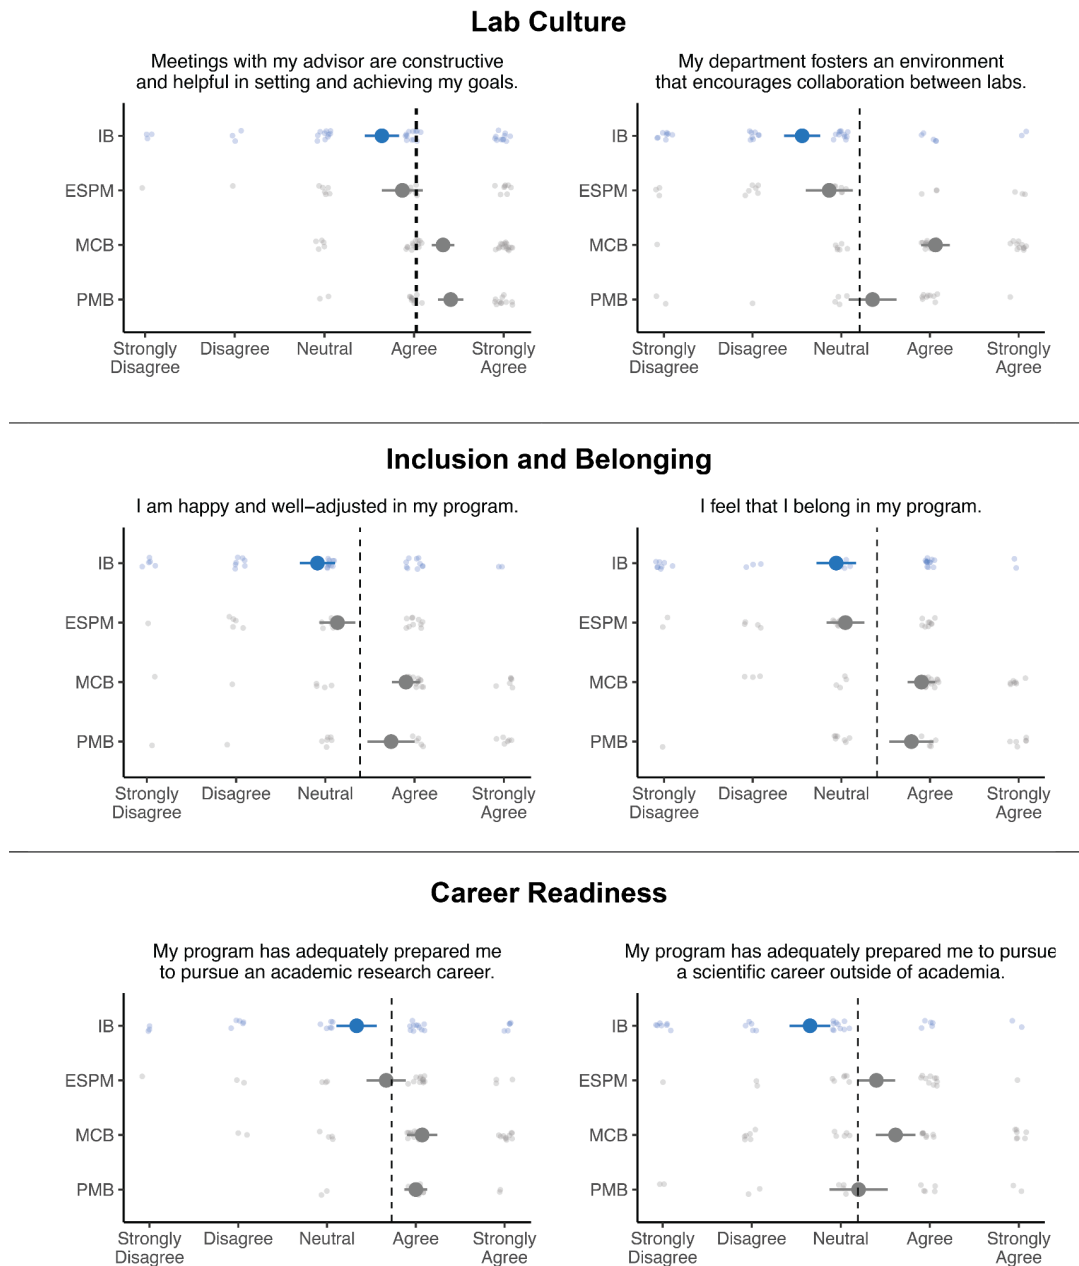 Lab Culture
Meetings with my advisor are constructive
and helpful in setting and achieving my goals.
IB
ESPM
MCB
PMB
Strongly Disagree
Disagree
Neutral
Agree
Strongly Agree
My department fosters an environment
that encourages collaboration between labs.
IB
ESPM
MCB
PMB
Strongly Disagree
Disagree
Neutral
Agree
Strongly Agree
Inclusion and Belonging
I am happy and well–adjusted in my program.
IB
ESPM
MCB
PMB
Strongly Disagree
Disagree
Neutral
Agree
Strongly Agree
I feel that I belong in my program.
IB
ESPM
MCB
PMB
Strongly Disagree
Disagree
Neutral
Agree
Strongly Agree
Career Readiness
My program has adequately prepared me
to pursue an academic research career.
IB
ESPM
MCB
PMB
Strongly Disagree
Disagree
Neutral
Agree
Strongly Agree
My program has adequately prepared me to pursue
a scientific career outside of academia.
IB
ESPM
MCB
PMB
Strongly Disagree
Disagree
Neutral
Agree
Strongly Agree